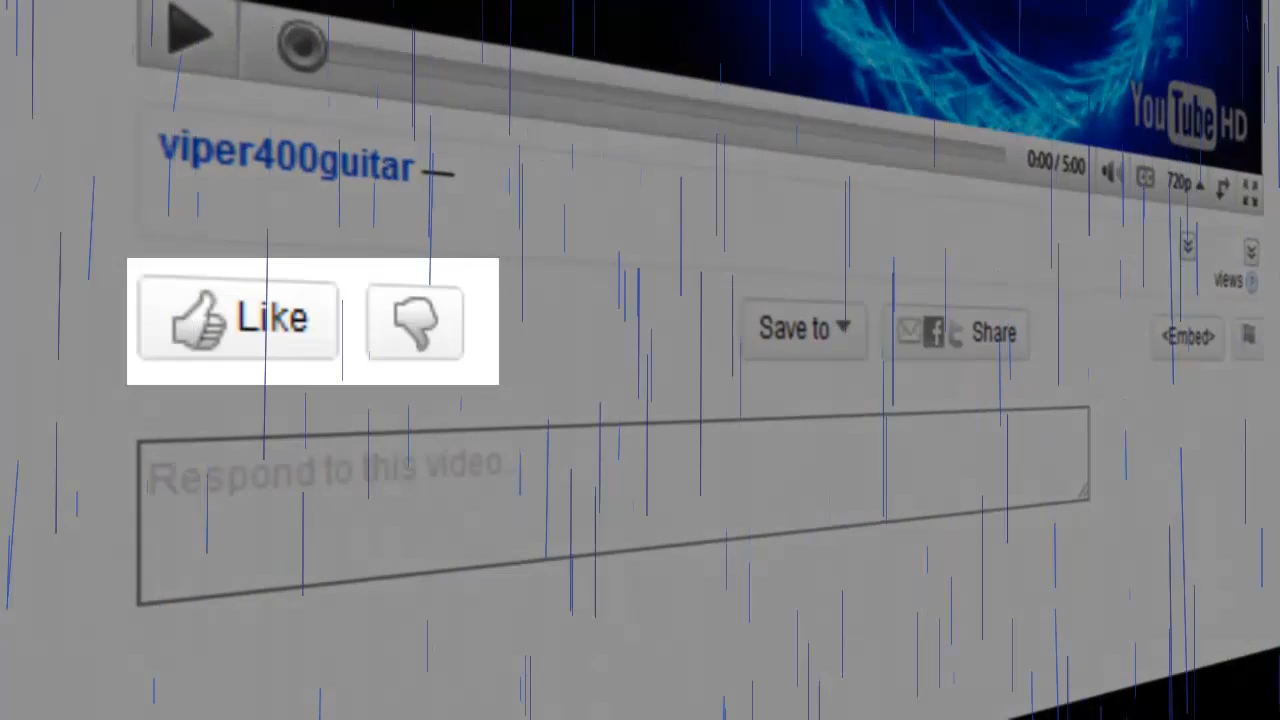 YouTube HD
0:00 / 5:00
720p
viper400guitar —
views
Like
Save to
Share
<Embed>
Respond to this video...